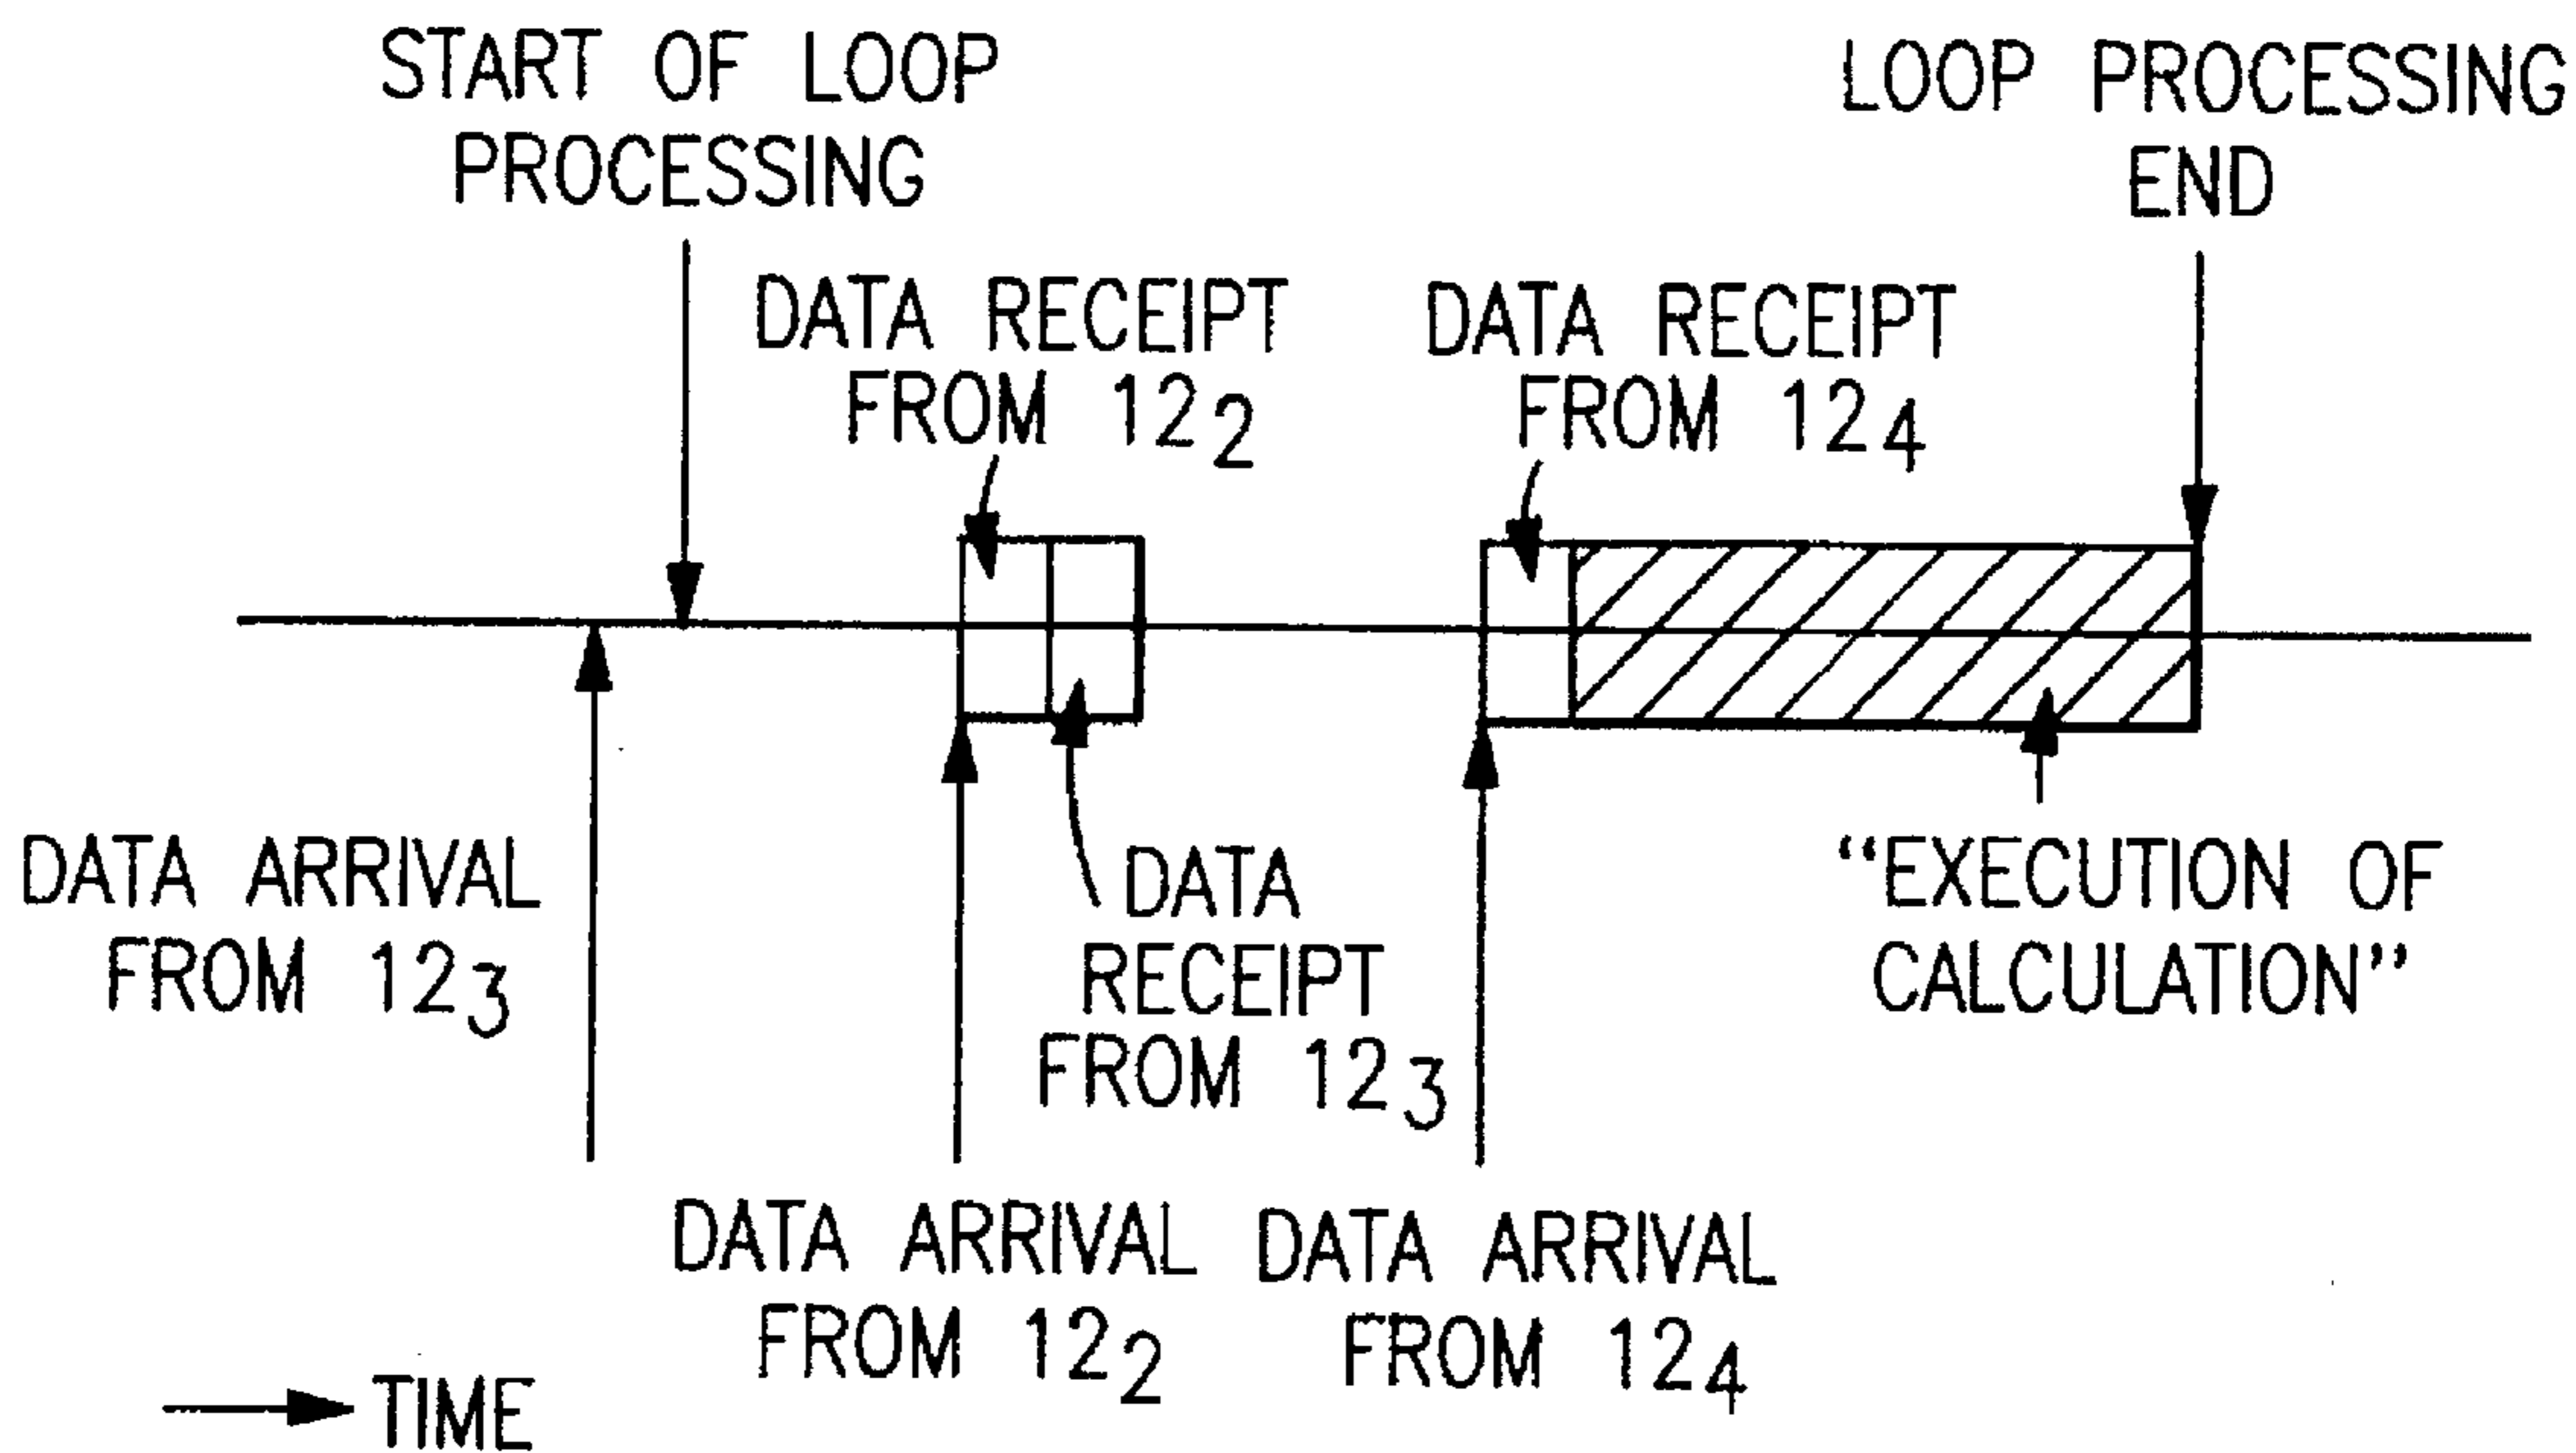 START OF LOOP
PROCESSING
LOOP PROCESSING
END
DATA RECEIPT
FROM 12₂
DATA RECEIPT
FROM 12₄
DATA ARRIVAL
FROM 12₃
DATA
RECEIPT
FROM 12₃
“EXECUTION OF
CALCULATION”
DATA ARRIVAL
FROM 12₂
DATA ARRIVAL
FROM 12₄
TIME